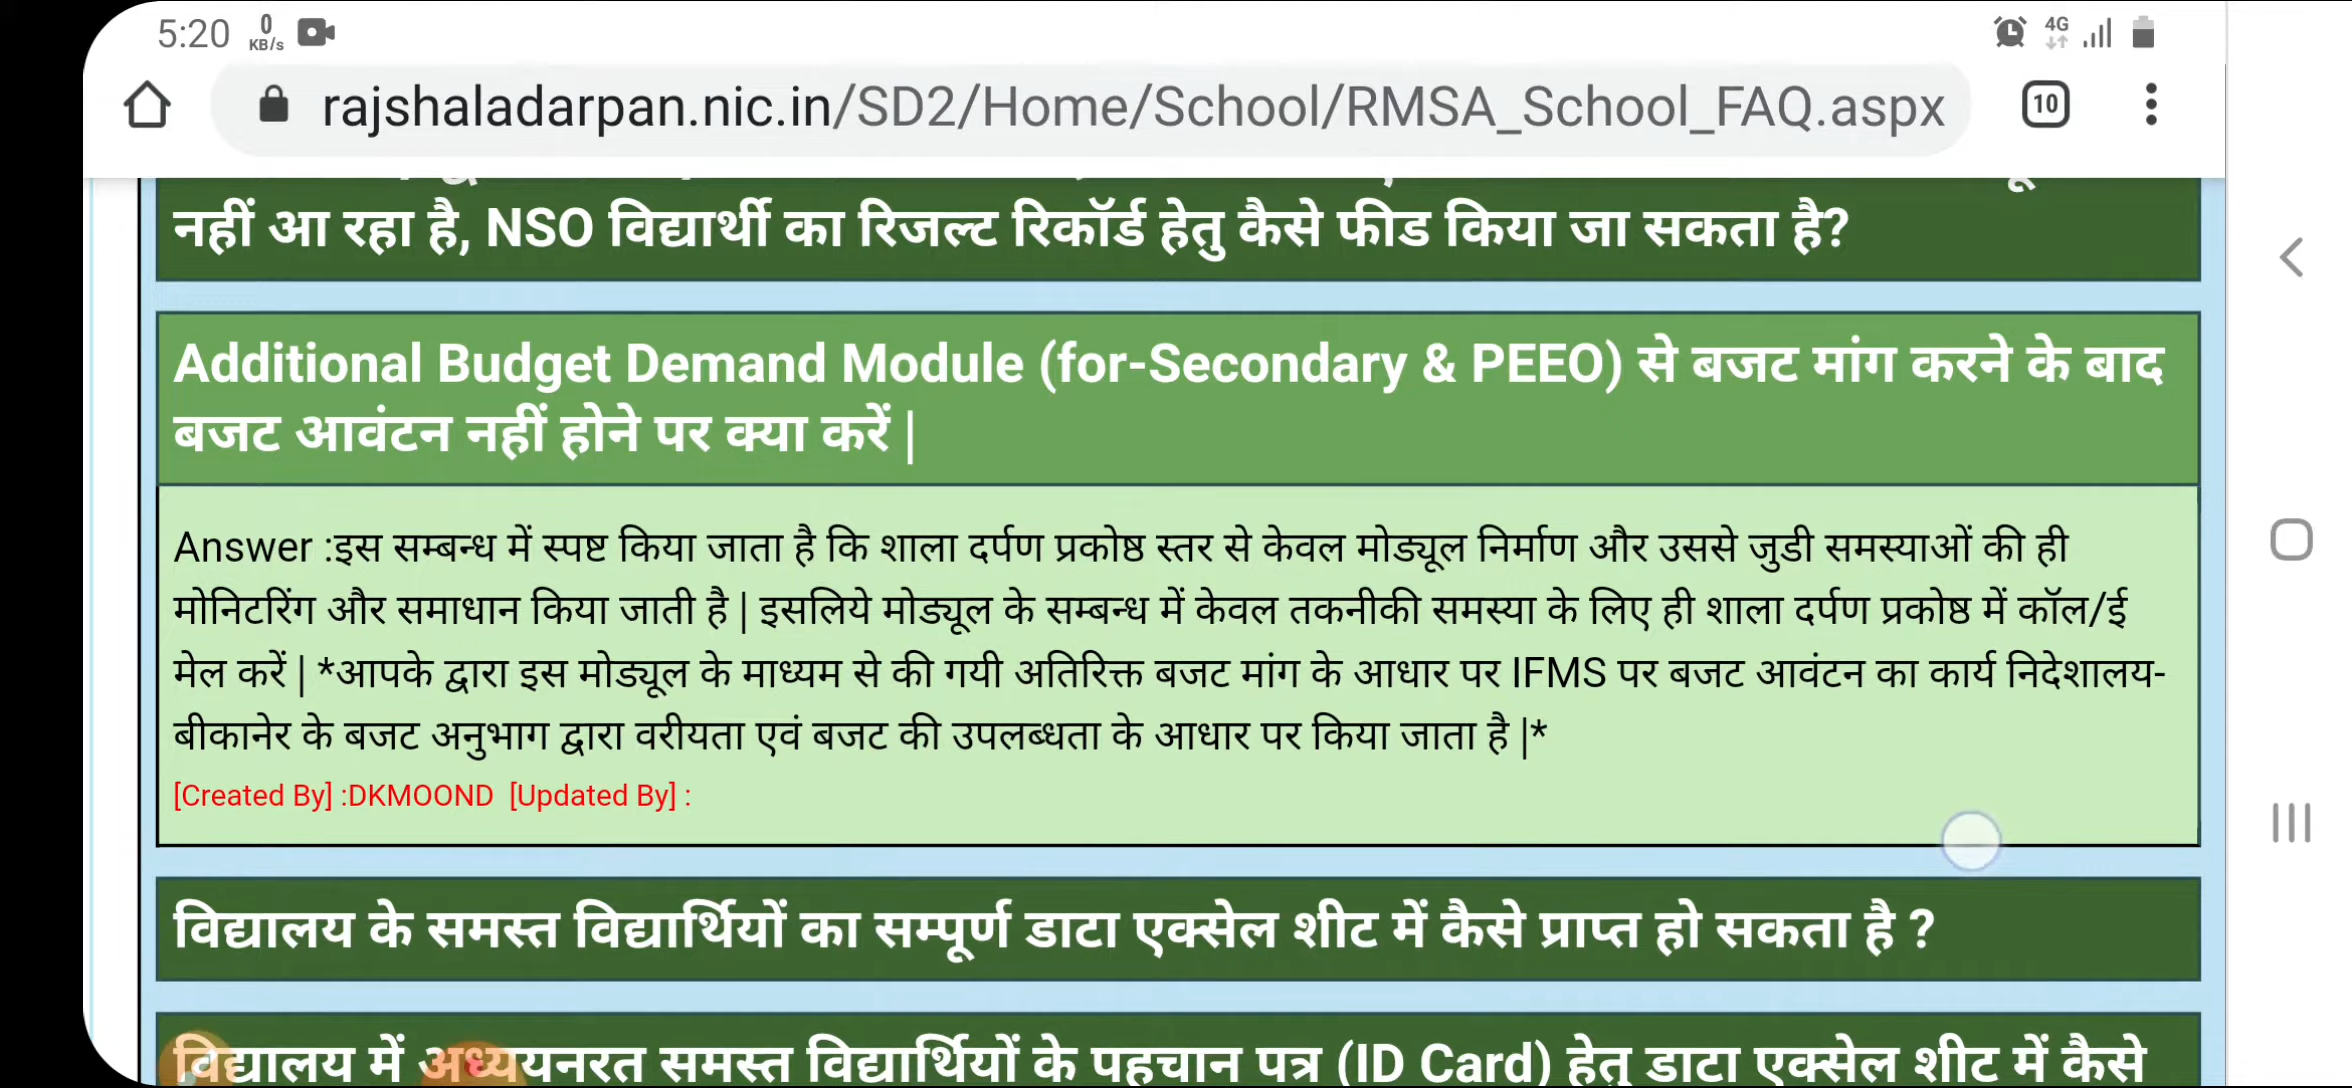 5:20 0 KB/s 4G
rajshaladarpan.nic.in/SD2/Home/School/RMSA_School_FAQ.aspx 10
नहीं आ रहा है, NSO विद्यार्थी का रिजल्ट रिकॉर्ड हेतु कैसे फीड किया जा सकता है?
Additional Budget Demand Module (for-Secondary & PEEO) से बजट मांग करने के बाद
बजट आवंटन नहीं होने पर क्या करें |
Answer :इस सम्बन्ध में स्पष्ट किया जाता है कि शाला दर्पण प्रकोष्ठ स्तर से केवल मोड्यूल निर्माण और उससे जुडी समस्याओं की ही
मोनिटरिंग और समाधान किया जाती है | इसलिये मोड्यूल के सम्बन्ध में केवल तकनीकी समस्या के लिए ही शाला दर्पण प्रकोष्ठ में कॉल/ई
मेल करें | *आपके द्वारा इस मोड्यूल के माध्यम से की गयी अतिरिक्त बजट मांग के आधार पर IFMS पर बजट आवंटन का कार्य निदेशालय-
बीकानेर के बजट अनुभाग द्वारा वरीयता एवं बजट की उपलब्धता के आधार पर किया जाता है |*
[Created By] :DKMOOND [Updated By] :
विद्यालय के समस्त विद्यार्थियों का सम्पूर्ण डाटा एक्सेल शीट में कैसे प्राप्त हो सकता है ?
विद्यालय में अध्ययनरत समस्त विद्यार्थियों के पहचान पत्र (ID Card) हेतु डाटा एक्सेल शीट में कैसे